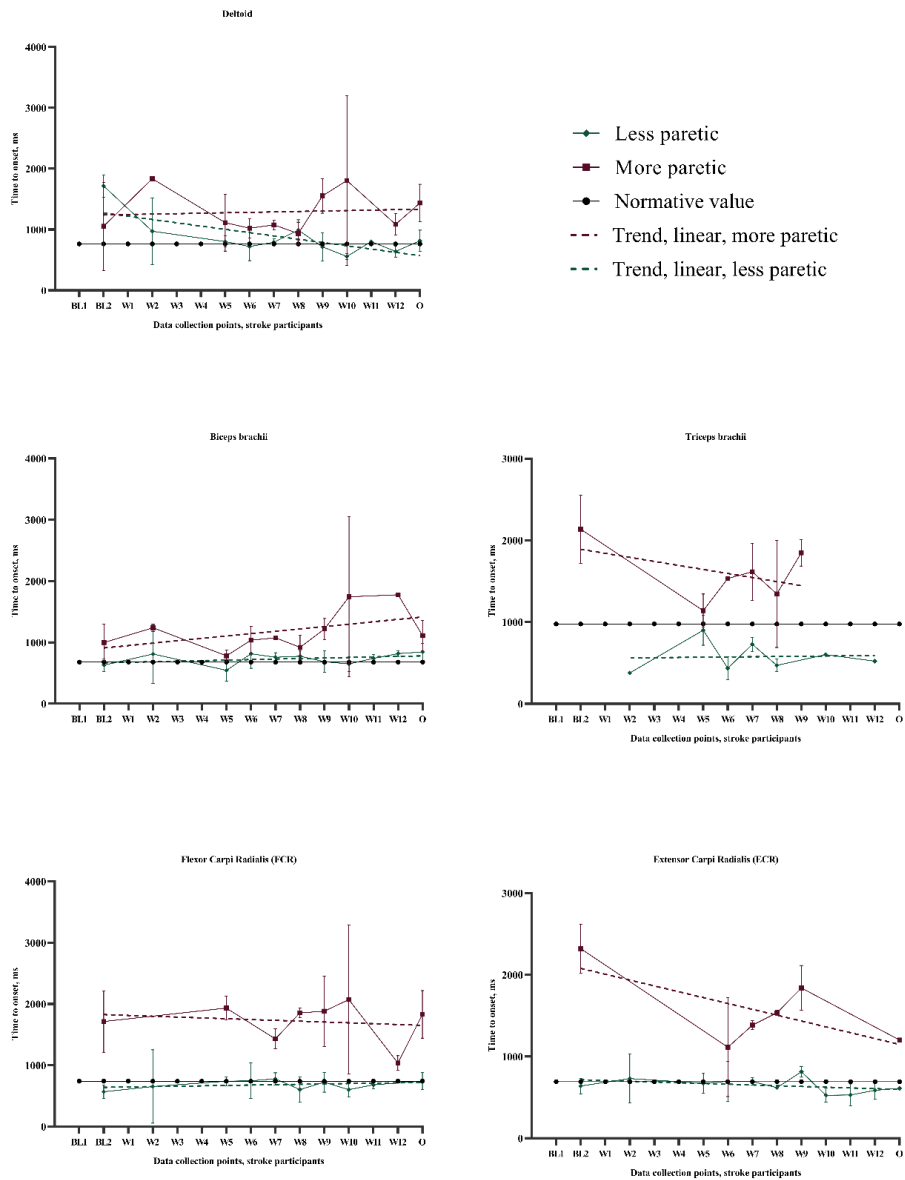 Deltoid
4000
3000
2000
1000
0
Time to onset, ms
BL1 BL2 W1 W2 W3 W4 W5 W6 W7 W8 W9 W10 W11 W12 O
Data collection points, stroke participants
Less paretic
More paretic
Normative value
Trend, linear, more paretic
Trend, linear, less paretic
Biceps brachii
4000
3000
2000
1000
0
Time to onset, ms
BL1 BL2 W1 W2 W3 W4 W5 W6 W7 W8 W9 W10 W11 W12 O
Data collection points, stroke participants
Triceps brachii
3000
2000
1000
0
Time to onset, ms
BL1 BL2 W1 W2 W3 W4 W5 W6 W7 W8 W9 W10 W11 W12 O
Data collection points, stroke participants
Flexor Carpi Radialis (FCR)
4000
3000
2000
1000
0
Time to onset, ms
BL1 BL2 W1 W2 W3 W4 W5 W6 W7 W8 W9 W10 W11 W12 O
Data collection points, stroke participants
Extensor Carpi Radialis (ECR)
3000
2000
1000
0
Time to onset, ms
BL1 BL2 W1 W2 W3 W4 W5 W6 W7 W8 W9 W10 W11 W12 O
Data collection points, stroke participants